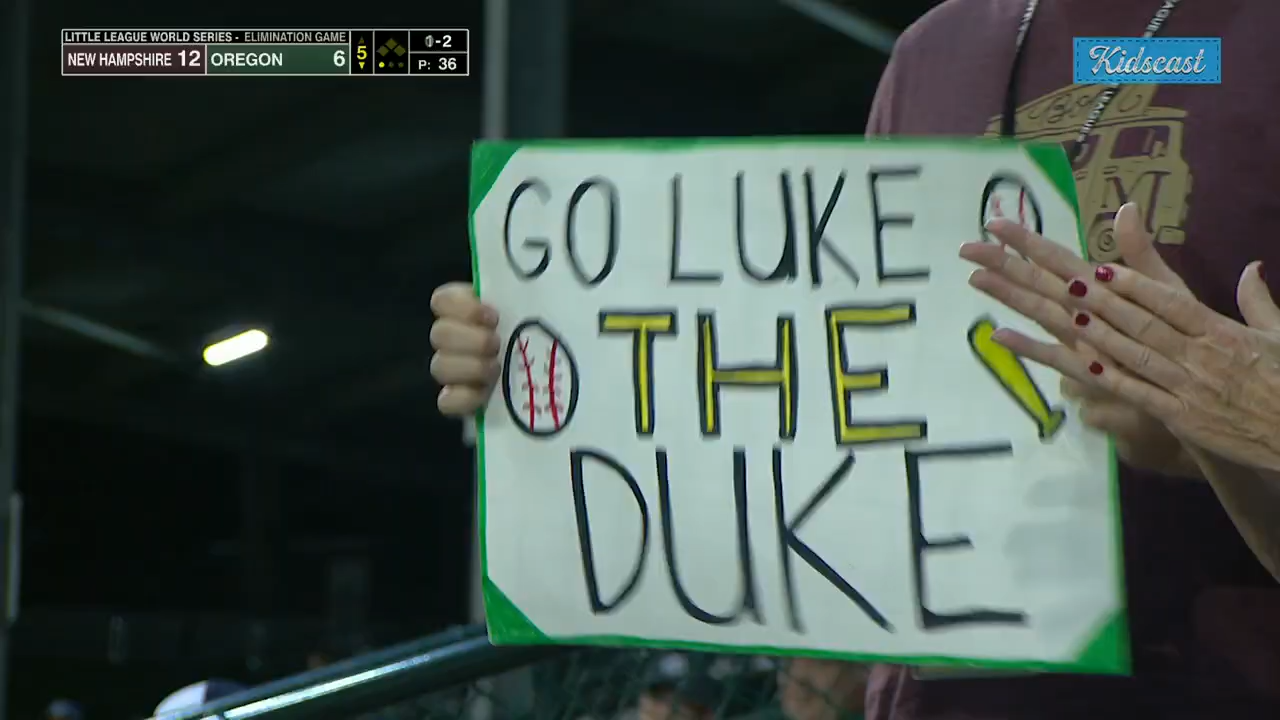 LITTLE LEAGUE WORLD SERIES - ELIMINATION GAME
NEW HAMPSHIRE 12 OREGON 6 5 0-2
P: 36
Kidscast
GO LUKE
THE
DUKE
M